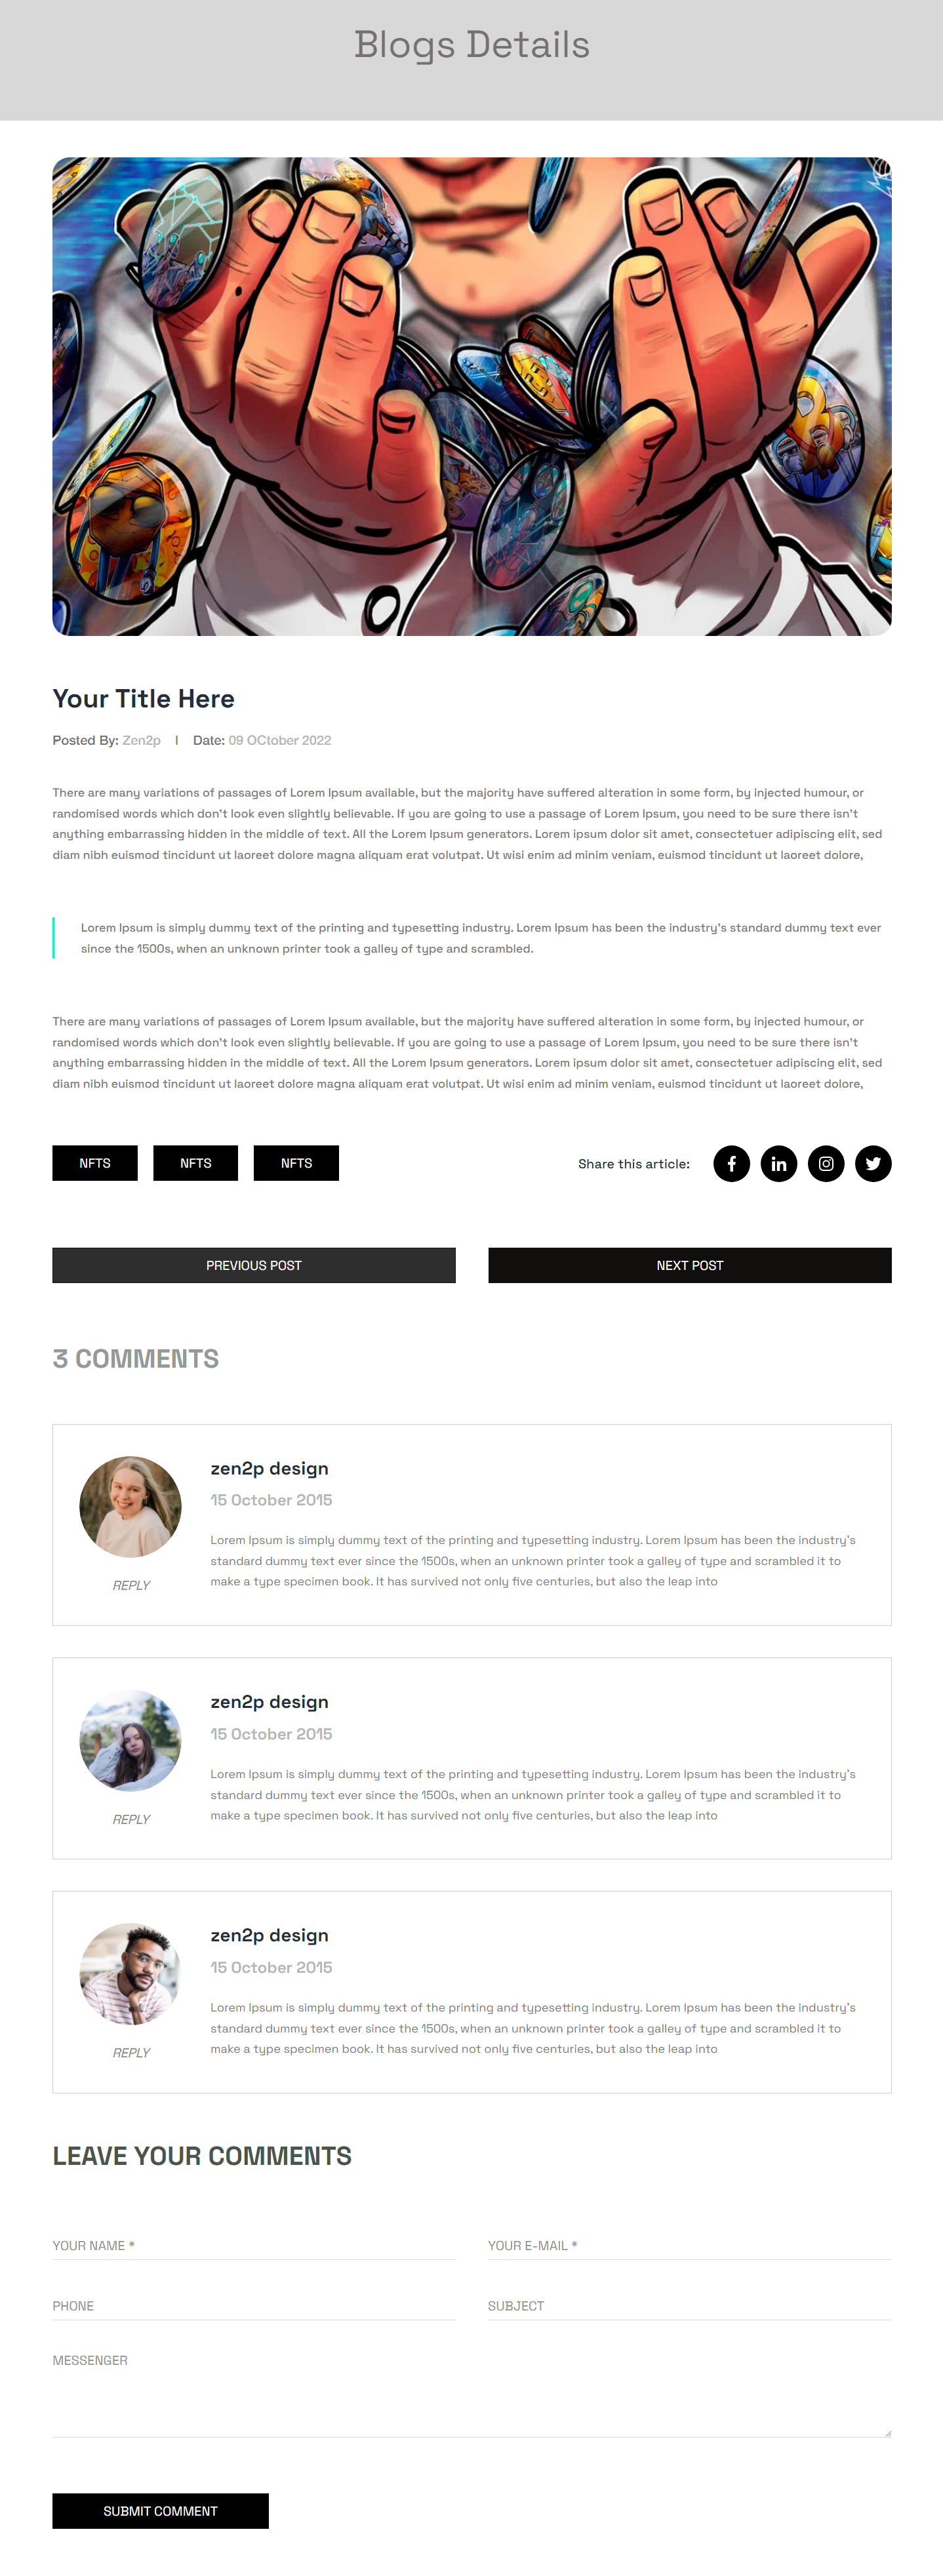 Blogs Details
Your Title Here
Posted By: Zen2p | Date: 09 OCtober 2022
There are many variations of passages of Lorem Ipsum available, but the majority have suffered alteration in some form, by injected humour, or
randomised words which don't look even slightly believable. If you are going to use a passage of Lorem Ipsum, you need to be sure there isn't
anything embarrassing hidden in the middle of text. All the Lorem Ipsum generators. Lorem ipsum dolor sit amet, consectetuer adipiscing elit, sed
diam nibh euismod tincidunt ut laoreet dolore magna aliquam erat volutpat. Ut wisi enim ad minim veniam, euismod tincidunt ut laoreet dolore,
Lorem Ipsum is simply dummy text of the printing and typesetting industry. Lorem Ipsum has been the industry's standard dummy text ever
since the 1500s, when an unknown printer took a galley of type and scrambled.
There are many variations of passages of Lorem Ipsum available, but the majority have suffered alteration in some form, by injected humour, or
randomised words which don't look even slightly believable. If you are going to use a passage of Lorem Ipsum, you need to be sure there isn't
anything embarrassing hidden in the middle of text. All the Lorem Ipsum generators. Lorem ipsum dolor sit amet, consectetuer adipiscing elit, sed
diam nibh euismod tincidunt ut laoreet dolore magna aliquam erat volutpat. Ut wisi enim ad minim veniam, euismod tincidunt ut laoreet dolore,
NFTS NFTS NFTS Share this article:
PREVIOUS POST NEXT POST
3 COMMENTS
zen2p design
15 October 2015
Lorem Ipsum is simply dummy text of the printing and typesetting industry. Lorem Ipsum has been the industry's
standard dummy text ever since the 1500s, when an unknown printer took a galley of type and scrambled it to
make a type specimen book. It has survived not only five centuries, but also the leap into
REPLY
zen2p design
15 October 2015
Lorem Ipsum is simply dummy text of the printing and typesetting industry. Lorem Ipsum has been the industry's
standard dummy text ever since the 1500s, when an unknown printer took a galley of type and scrambled it to
make a type specimen book. It has survived not only five centuries, but also the leap into
REPLY
zen2p design
15 October 2015
Lorem Ipsum is simply dummy text of the printing and typesetting industry. Lorem Ipsum has been the industry's
standard dummy text ever since the 1500s, when an unknown printer took a galley of type and scrambled it to
make a type specimen book. It has survived not only five centuries, but also the leap into
REPLY
LEAVE YOUR COMMENTS
YOUR NAME * YOUR E-MAIL *
PHONE SUBJECT
MESSENGER
SUBMIT COMMENT